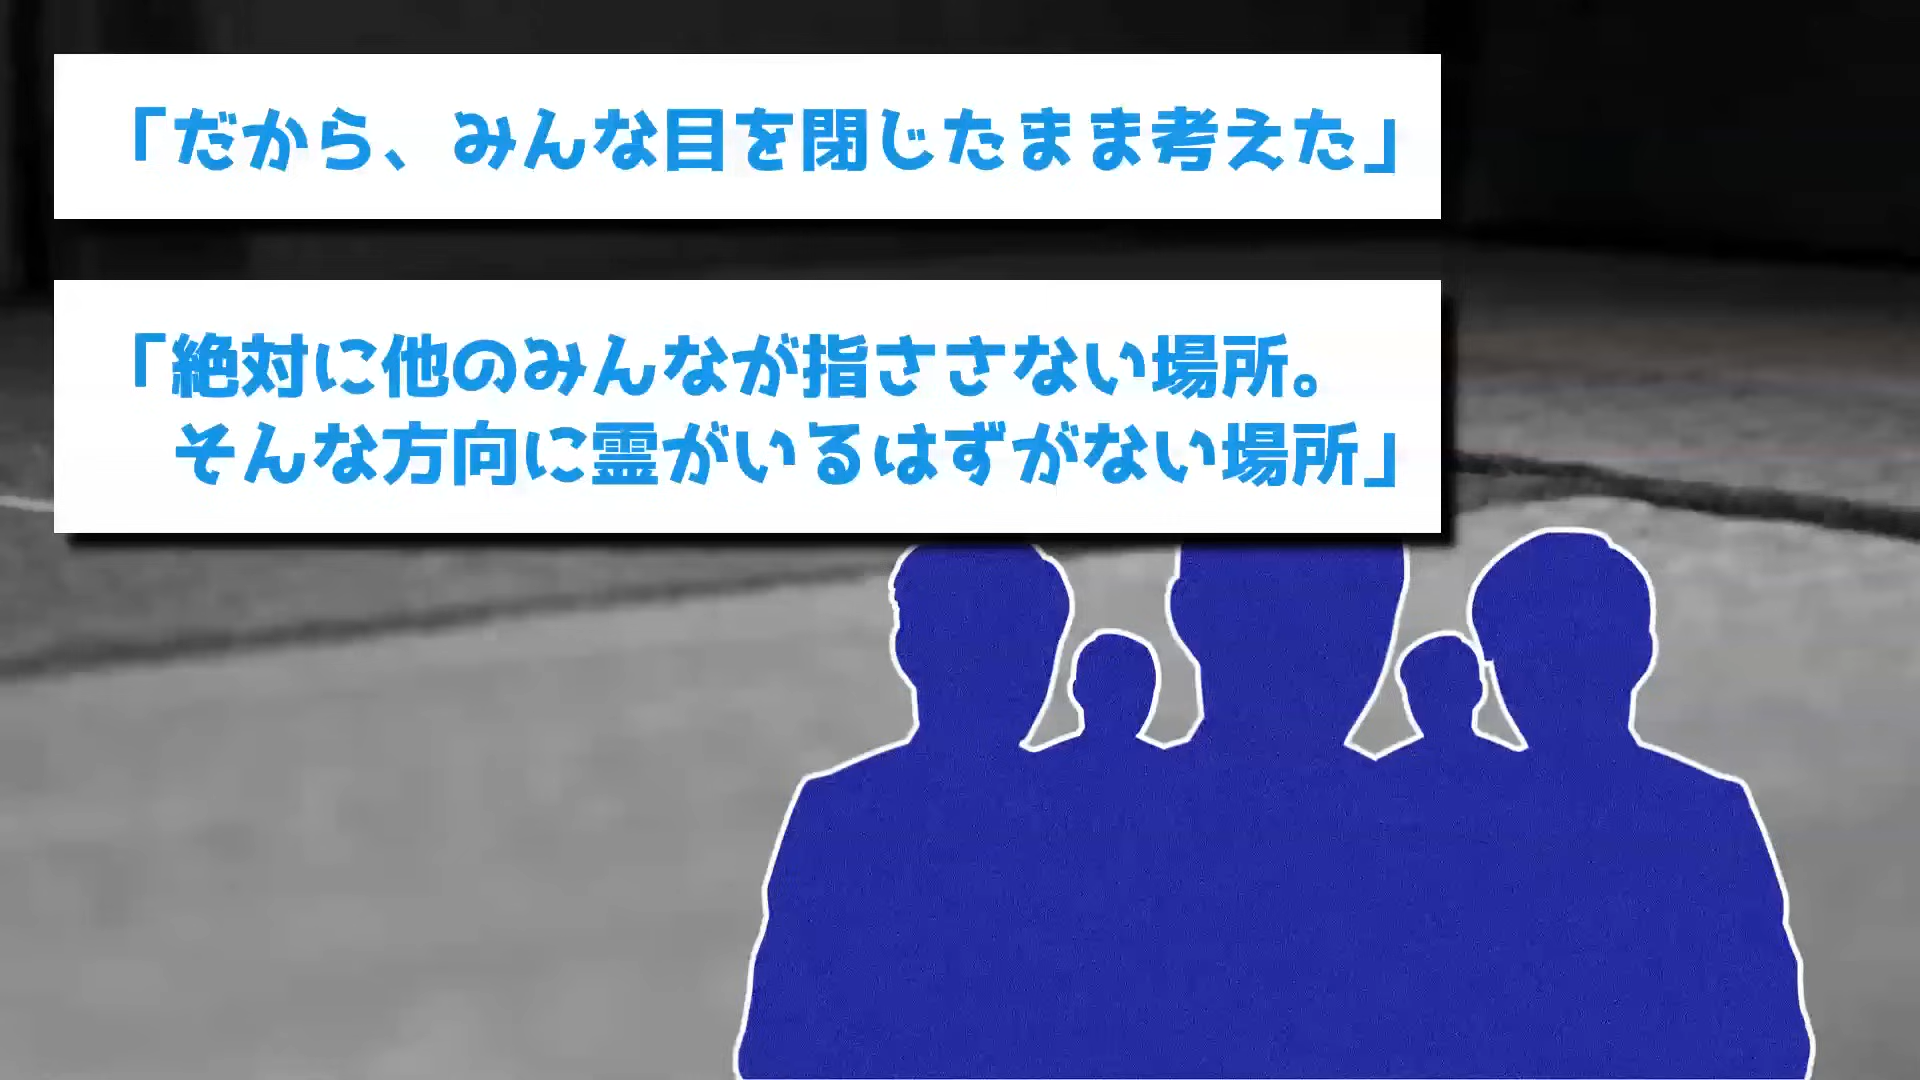 「だから、みんな目を閉じたまま考えた」
「絶対に他のみんなが指ささない場所。
そんな方向に霊がいるはずがない場所」